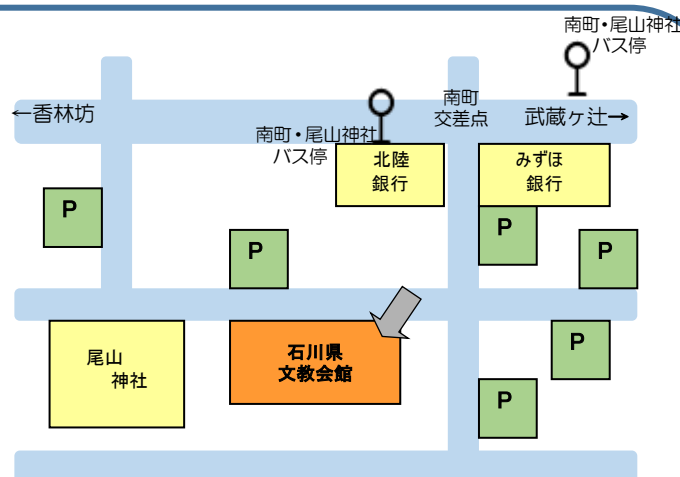 南町・尾山神社
バス停
←香林坊
南町
交差点
武蔵ヶ辻→
南町・尾山神社
バス停
北陸
銀行
みずほ
銀行
P
P
P
P
尾山
神社
石川県
文教会館
P
P